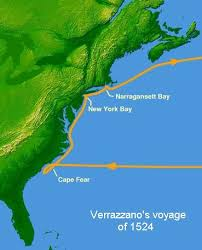 Narragansett Bay
New York Bay
Cape Fear
Verrazzano's voyage
of 1524